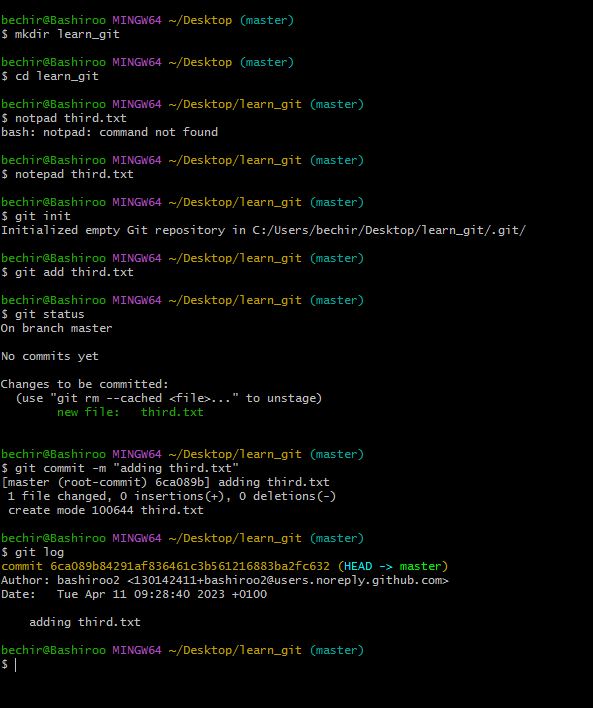 bechir@Bashiroo MINGW64 ~/Desktop (master)
$ mkdir learn_git
bechir@Bashiroo MINGW64 ~/Desktop (master)
$ cd learn_git
bechir@Bashiroo MINGW64 ~/Desktop/learn_git (master)
$ notpad third.txt
bash: notpad: command not found
bechir@Bashiroo MINGW64 ~/Desktop/learn_git (master)
$ notepad third.txt
bechir@Bashiroo MINGW64 ~/Desktop/learn_git (master)
$ git init
Initialized empty Git repository in C:/Users/bechir/Desktop/learn_git/.git/
bechir@Bashiroo MINGW64 ~/Desktop/learn_git (master)
$ git add third.txt
bechir@Bashiroo MINGW64 ~/Desktop/learn_git (master)
$ git status
On branch master
No commits yet
Changes to be committed:
  (use "git rm --cached <file>..." to unstage)
        new file:   third.txt
bechir@Bashiroo MINGW64 ~/Desktop/learn_git (master)
$ git commit -m "adding third.txt"
[master (root-commit) 6ca089b] adding third.txt
 1 file changed, 0 insertions(+), 0 deletions(-)
 create mode 100644 third.txt
bechir@Bashiroo MINGW64 ~/Desktop/learn_git (master)
$ git log
commit 6ca089b84291af836461c3b561216883ba2fc632 (HEAD -> master)
Author: bashiroo2 <130142411+bashiroo2@users.noreply.github.com>
Date:   Tue Apr 11 09:28:40 2023 +0100
    adding third.txt
bechir@Bashiroo MINGW64 ~/Desktop/learn_git (master)
$